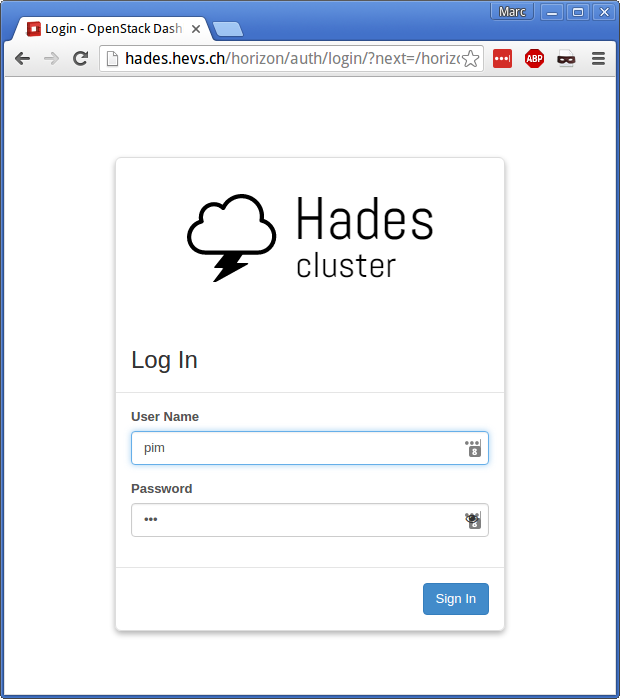 Marc
Login - OpenStack Dash
hades.hevs.ch/horizon/auth/login/?next=/horizo
ABP
Hades
cluster
Log In
User Name
pim
8
Password
•••
Sign In